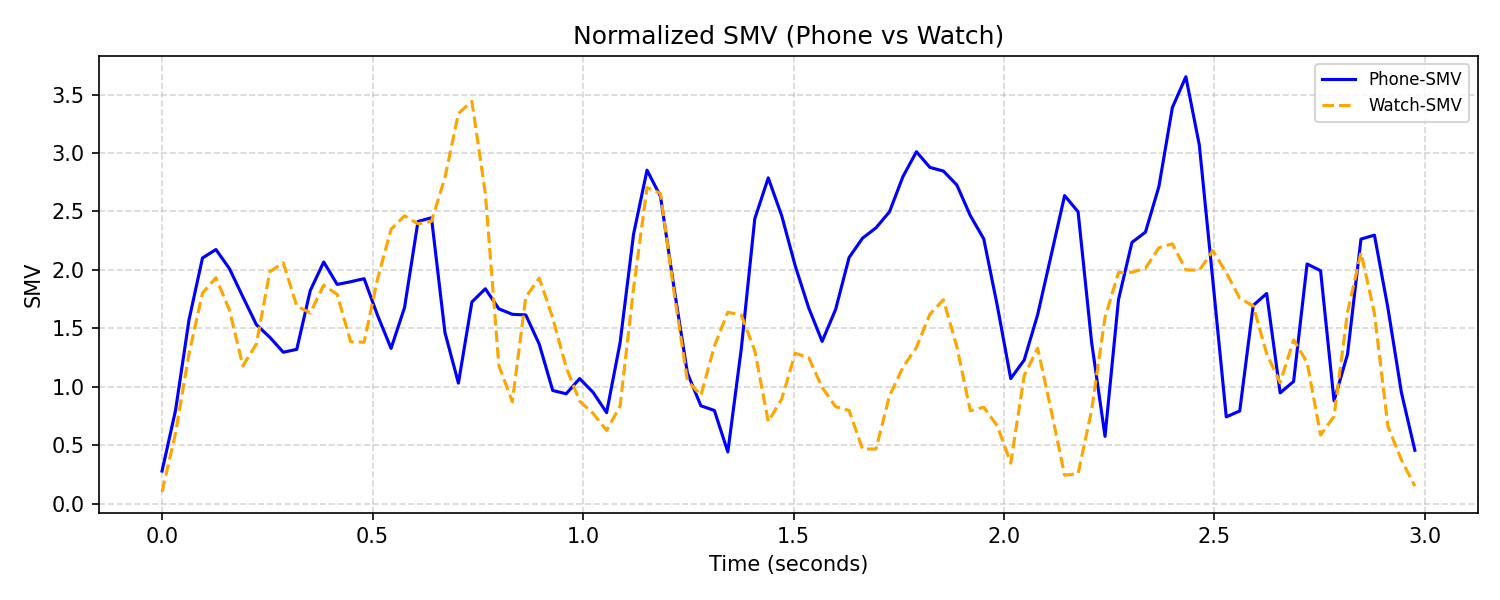 Normalized SMV (Phone vs Watch)
Phone-SMV
Watch-SMV
SMV
3.5
3.0
2.5
2.0
1.5
1.0
0.5
0.0
0.0 0.5 1.0 1.5 2.0 2.5 3.0
Time (seconds)